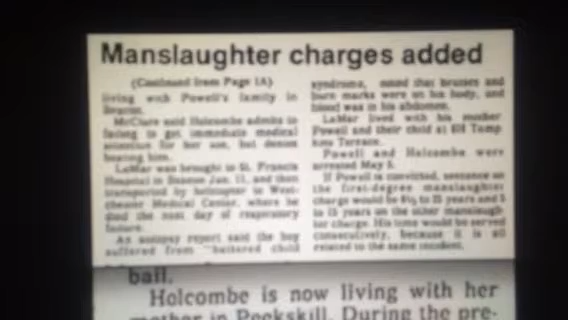 Manslaughter charges added
(Continued from Page 1A)
living with Powell's family in
Beacon.
McClure said Holcombe admits to
failing to get immediate medical
attention for her son, but denies
beating him.
LaMar was brought to St. Francis
Hospital in Beacon Jan. 11, and then
transported by helicopter to West-
chester Medical Center, where he
died the next day of respiratory
failure.
An autopsy report said the boy
suffered from "battered child
syndrome, noted that bruises and
burn marks were on his body, and
blood was in his abdomen.
LaMar lived with his mother
Powell and their child at Tomp
kins Terrace.
Powell and Holcombe were
arrested May 5.
If Powell is convicted, sentence on
the first-degree manslaughter
charge would be to 25 years and 5
to 15 years on the other manslaugh-
ter charge. His time would be served
consecutively, because it is all
related to the same incident.
bail.
Holcombe is now living with her
mother in Peekskill. During the pre-